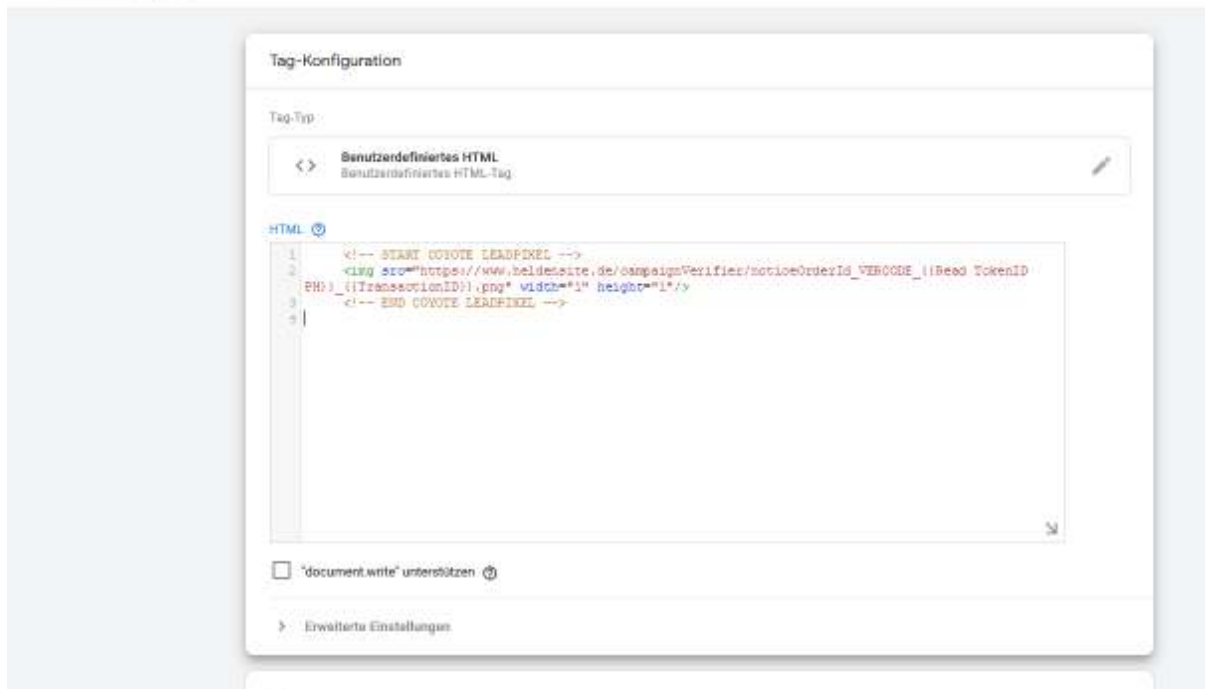 Tag-Konfiguration
Tag-Typ
Benutzerdefiniertes HTML
Benutzerdefiniertes HTML-Tag
HTML
1 <!-- START COYOTE LEADPIXEL -->
2 <img src="https://www.heldensite.de/campaignVerifier/noticeOrderId_VERCODE_{{Read TokenID
PH}}_{{TransactionID}}.png" width="1" height="1"/>
3 <!-- END COYOTE LEADPIXEL -->
4
"document.write" unterstützen
Erweiterte Einstellungen